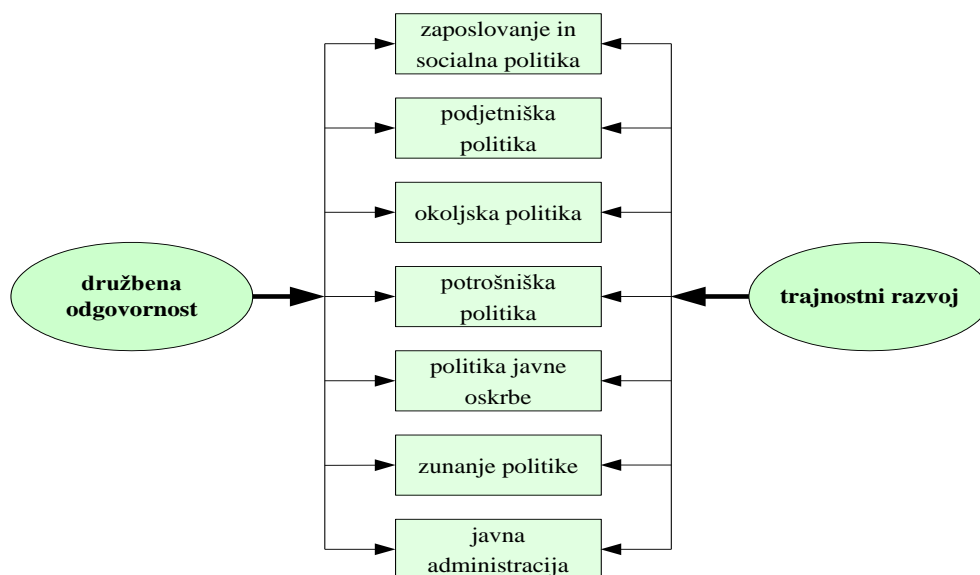 zaposlovanje in
socialna politika
podjetniška
politika
okoljska politika
družbena
odgovornost
potrošniška
politika
trajnostni razvoj
politika javne
oskrbe
zunanje politike
javna
administracija